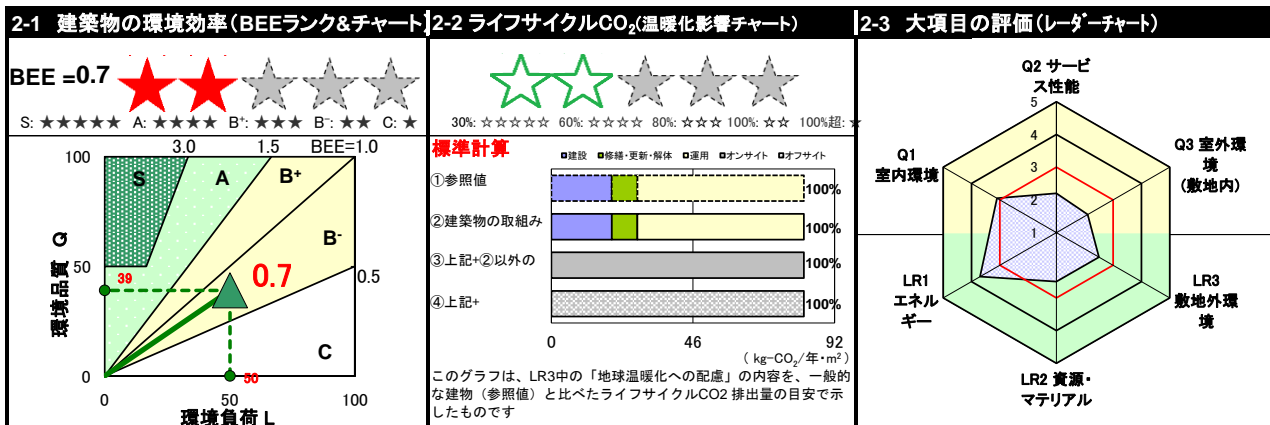 2-1 建築物の環境効率(BEEランク&チャート)
BEE =0.7
S: ★★★★★ A: ★★★★ B⁺: ★★★ B⁻: ★★ C: ★
3.0 1.5 BEE=1.0
100
S A B⁺
B⁻
50
39
0.7
0.5
環境品質 Q
C
0
50
0 50 100
環境負荷 L
2-2 ライフサイクルCO₂(温暖化影響チャート)
30%: ☆☆☆☆☆ 60%: ☆☆☆☆ 80%: ☆☆☆ 100%: ☆☆ 100%超: ☆
標準計算
建設 修繕・更新・解体 運用 オンサイト オフサイト
①参照値 100%
②建築物の取組み 100%
③上記+②以外の 100%
④上記+ 100%
0 46 92
( kg-CO₂/年・m²)
このグラフは、LR3中の「地球温暖化への配慮」の内容を、一般的
な建物(参照値)と比べたライフサイクルCO2 排出量の目安で示
したものです
2-3 大項目の評価(レーダーチャート)
Q2 サービ
ス性能
5
4
3
2
1
Q1
室内環境
Q3 室外環
境
(敷地内)
LR1
エネル
ギー
LR3
敷地外環
境
LR2 資源・
マテリアル